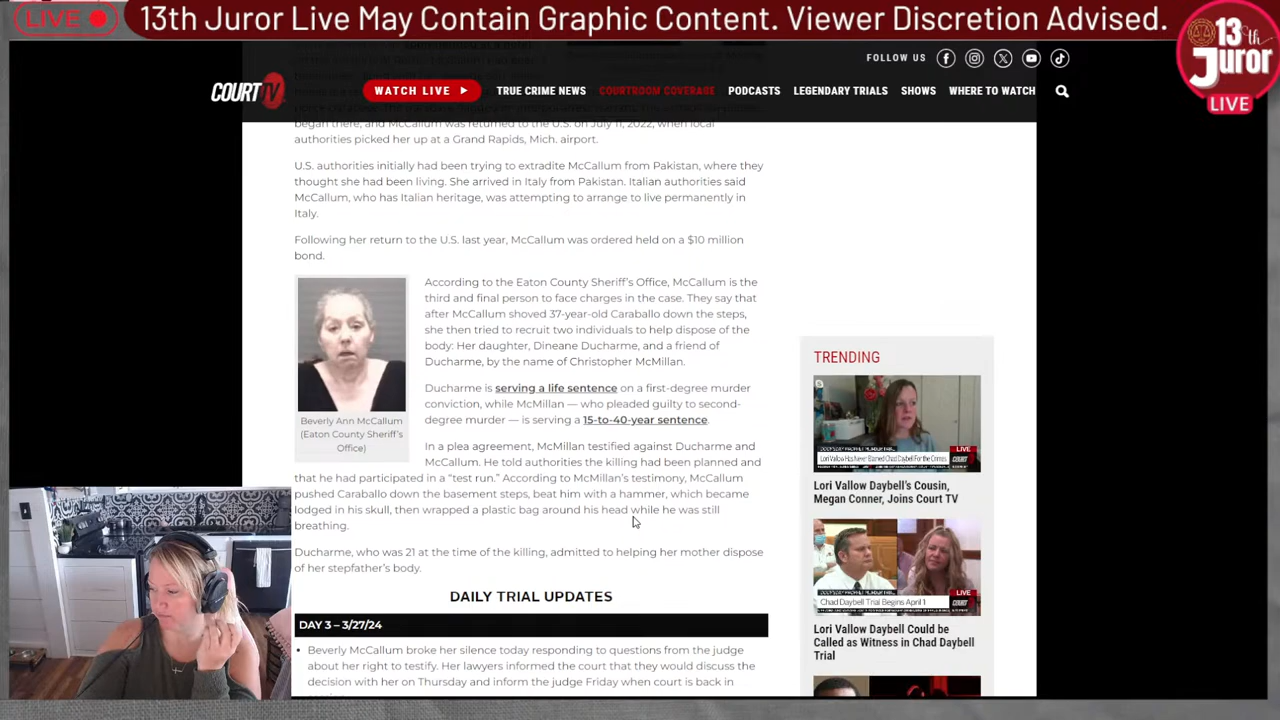 LIVE
13th Juror Live May Contain Graphic Content. Viewer Discretion Advised.
13th
Juror
LIVE
FOLLOW US
COURT TV
WATCH LIVE
TRUE CRIME NEWS
COURTROOM COVERAGE
PODCASTS
LEGENDARY TRIALS
SHOWS
WHERE TO WATCH
began there, and McCallum was returned to the U.S. on July 11, 2022, when local
authorities picked her up at a Grand Rapids, Mich. airport.
U.S. authorities initially had been trying to extradite McCallum from Pakistan, where they
thought she had been living. She arrived in Italy from Pakistan. Italian authorities said
McCallum, who has Italian heritage, was attempting to arrange to live permanently in
Italy.
Following her return to the U.S. last year, McCallum was ordered held on a $10 million
bond.
Beverly Ann McCallum
(Eaton County Sheriff's
Office)
According to the Eaton County Sheriff's Office, McCallum is the
third and final person to face charges in the case. They say that
after McCallum shoved 37-year-old Caraballo down the steps,
she then tried to recruit two individuals to help dispose of the
body: Her daughter, Dineane Ducharme, and a friend of
Ducharme, by the name of Christopher McMillan.
Ducharme is serving a life sentence on a first-degree murder
conviction, while McMillan — who pleaded guilty to second-
degree murder — is serving a 15-to-40-year sentence.
In a plea agreement, McMillan testified against Ducharme and
McCallum. He told authorities the killing had been planned and
that he had participated in a "test run." According to McMillan's testimony, McCallum
pushed Caraballo down the basement steps, beat him with a hammer, which became
lodged in his skull, then wrapped a plastic bag around his head while he was still
breathing.
Ducharme, who was 21 at the time of the killing, admitted to helping her mother dispose
of her stepfather's body.
DAILY TRIAL UPDATES
DAY 3 – 3/27/24
• Beverly McCallum broke her silence today responding to questions from the judge
about her right to testify. Her lawyers informed the court that they would discuss the
decision with her on Thursday and inform the judge Friday when court is back in
TRENDING
Lori Vallow Has Never Blamed Chad Daybell For the Crimes
LIVE
COURT
Lori Vallow Daybell's Cousin,
Megan Conner, Joins Court TV
Chad Daybell Trial Begins April 1
LIVE
COURT
Lori Vallow Daybell Could be
Called as Witness in Chad Daybell
Trial